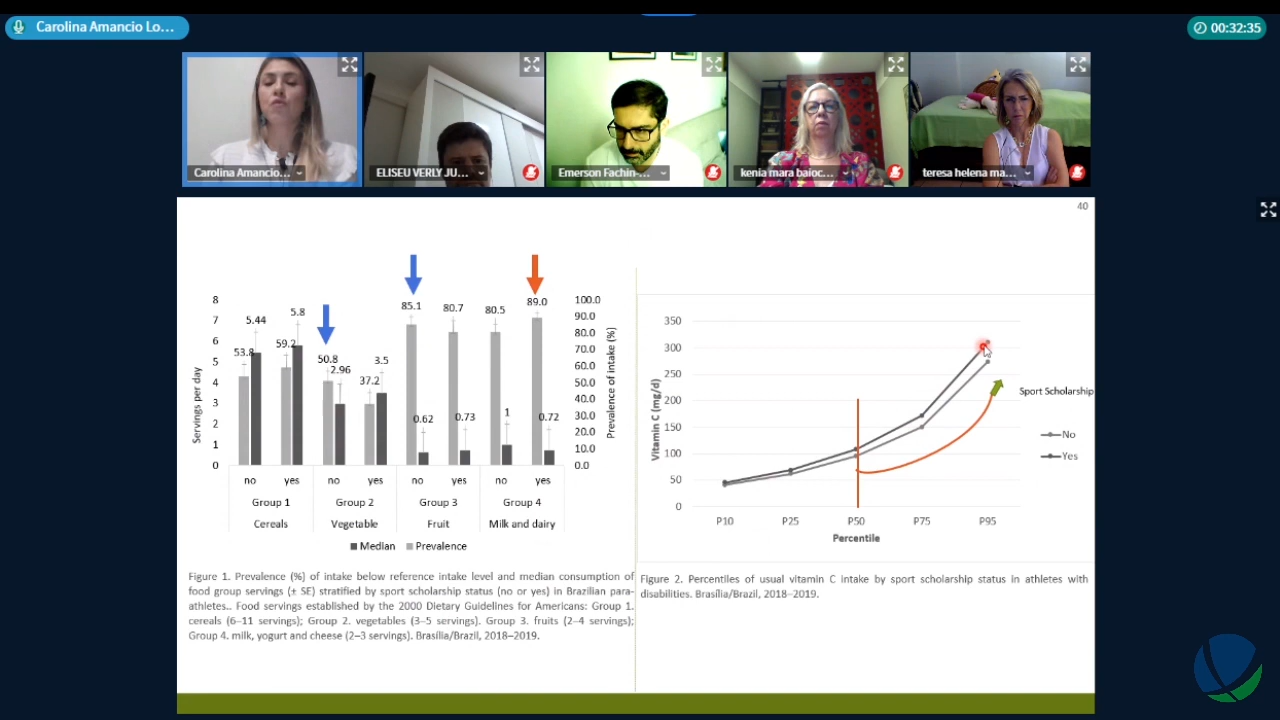 Carolina Amancio Lo...
00:32:35
Carolina Amancio...
ELISEU VERLY JU...
Emerson Fachin-...
kenia mara baioc...
teresa helena ma...
40
8
7
6
5
4
3
2
1
0
Servings per day
53.8
5.44
59.2
5.8
50.8
2.96
37.2
3.5
85.1
0.62
80.7
0.73
80.5
1
89.0
0.72
100.0
90.0
80.0
70.0
60.0
50.0
40.0
30.0
20.0
10.0
0.0
Prevalence of intake (%)
no yes no yes no yes no yes
Group 1 Group 2 Group 3 Group 4
Cereals Vegetable Fruit Milk and dairy
Median Prevalence
Figure 1. Prevalence (%) of intake below reference intake level and median consumption of
food group servings (± SE) stratified by sport scholarship status (no or yes) in Brazilian para-
athletes.. Food servings established by the 2000 Dietary Guidelines for Americans: Group 1.
cereals (6–11 servings); Group 2. vegetables (3–5 servings). Group 3. fruits (2–4 servings);
Group 4. milk, yogurt and cheese (2–3 servings). Brasília/Brazil, 2018–2019.
350
300
250
200
150
100
50
0
Vitamin C (mg/d)
P10 P25 P50 P75 P95
Percentile
Sport Scholarship
No
Yes
Figure 2. Percentiles of usual vitamin C intake by sport scholarship status in athletes with
disabilities. Brasília/Brazil, 2018–2019.